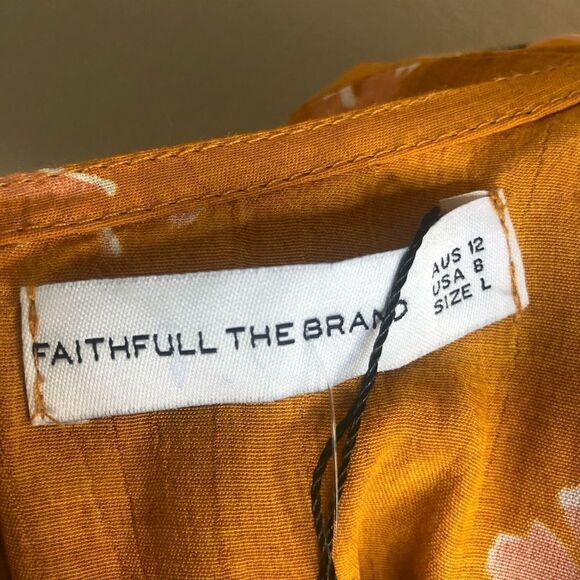 FAITHFULL THE BRAND
AUS 12
USA 8
SIZE L